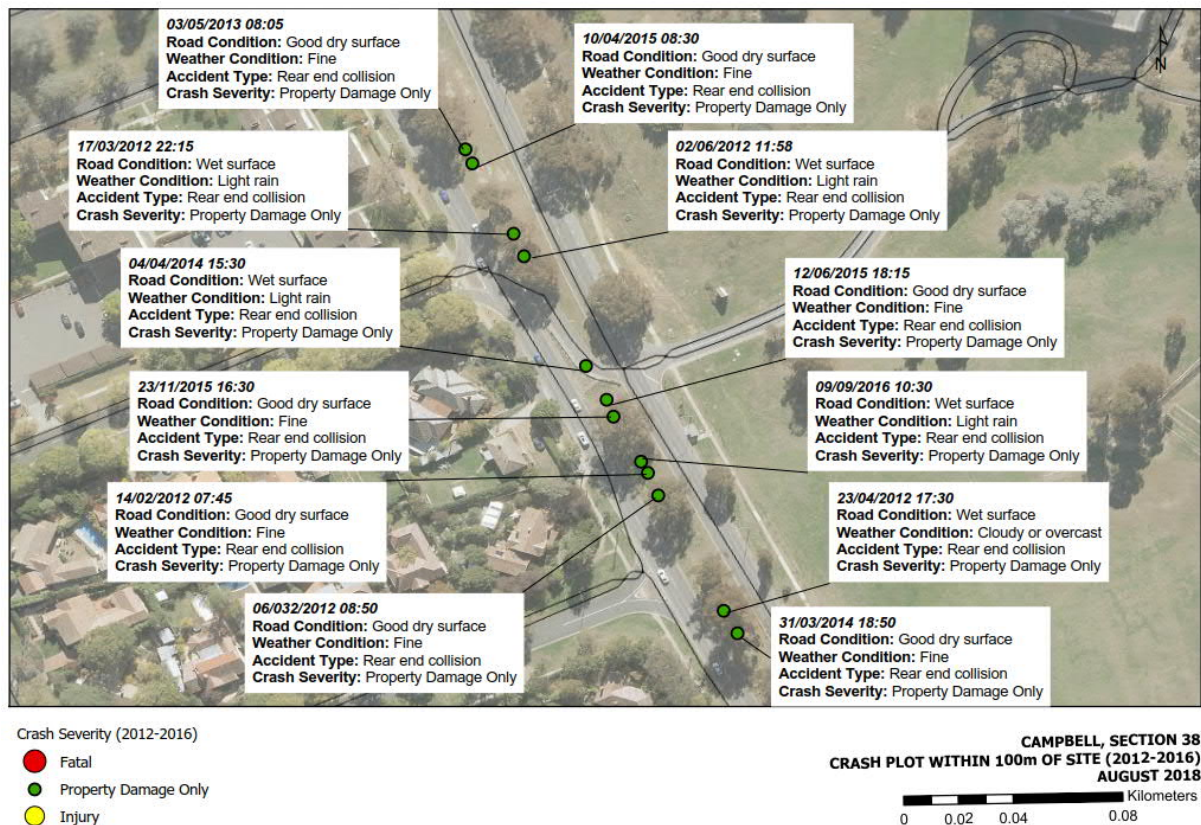 03/05/2013 08:05
Road Condition: Good dry surface
Weather Condition: Fine
Accident Type: Rear end collision
Crash Severity: Property Damage Only
10/04/2015 08:30
Road Condition: Good dry surface
Weather Condition: Fine
Accident Type: Rear end collision
Crash Severity: Property Damage Only
17/03/2012 22:15
Road Condition: Wet surface
Weather Condition: Light rain
Accident Type: Rear end collision
Crash Severity: Property Damage Only
02/06/2012 11:58
Road Condition: Wet surface
Weather Condition: Light rain
Accident Type: Rear end collision
Crash Severity: Property Damage Only
04/04/2014 15:30
Road Condition: Wet surface
Weather Condition: Light rain
Accident Type: Rear end collision
Crash Severity: Property Damage Only
12/06/2015 18:15
Road Condition: Good dry surface
Weather Condition: Fine
Accident Type: Rear end collision
Crash Severity: Property Damage Only
23/11/2015 16:30
Road Condition: Good dry surface
Weather Condition: Fine
Accident Type: Rear end collision
Crash Severity: Property Damage Only
09/09/2016 10:30
Road Condition: Wet surface
Weather Condition: Light rain
Accident Type: Rear end collision
Crash Severity: Property Damage Only
14/02/2012 07:45
Road Condition: Good dry surface
Weather Condition: Fine
Accident Type: Rear end collision
Crash Severity: Property Damage Only
23/04/2012 17:30
Road Condition: Wet surface
Weather Condition: Cloudy or overcast
Accident Type: Rear end collision
Crash Severity: Property Damage Only
06/032/2012 08:50
Road Condition: Good dry surface
Weather Condition: Fine
Accident Type: Rear end collision
Crash Severity: Property Damage Only
31/03/2014 18:50
Road Condition: Good dry surface
Weather Condition: Fine
Accident Type: Rear end collision
Crash Severity: Property Damage Only
N
Crash Severity (2012-2016)
Fatal
Property Damage Only
Injury
CAMPBELL, SECTION 38
CRASH PLOT WITHIN 100m OF SITE (2012-2016)
AUGUST 2018
Kilometers
0 0.02 0.04 0.08